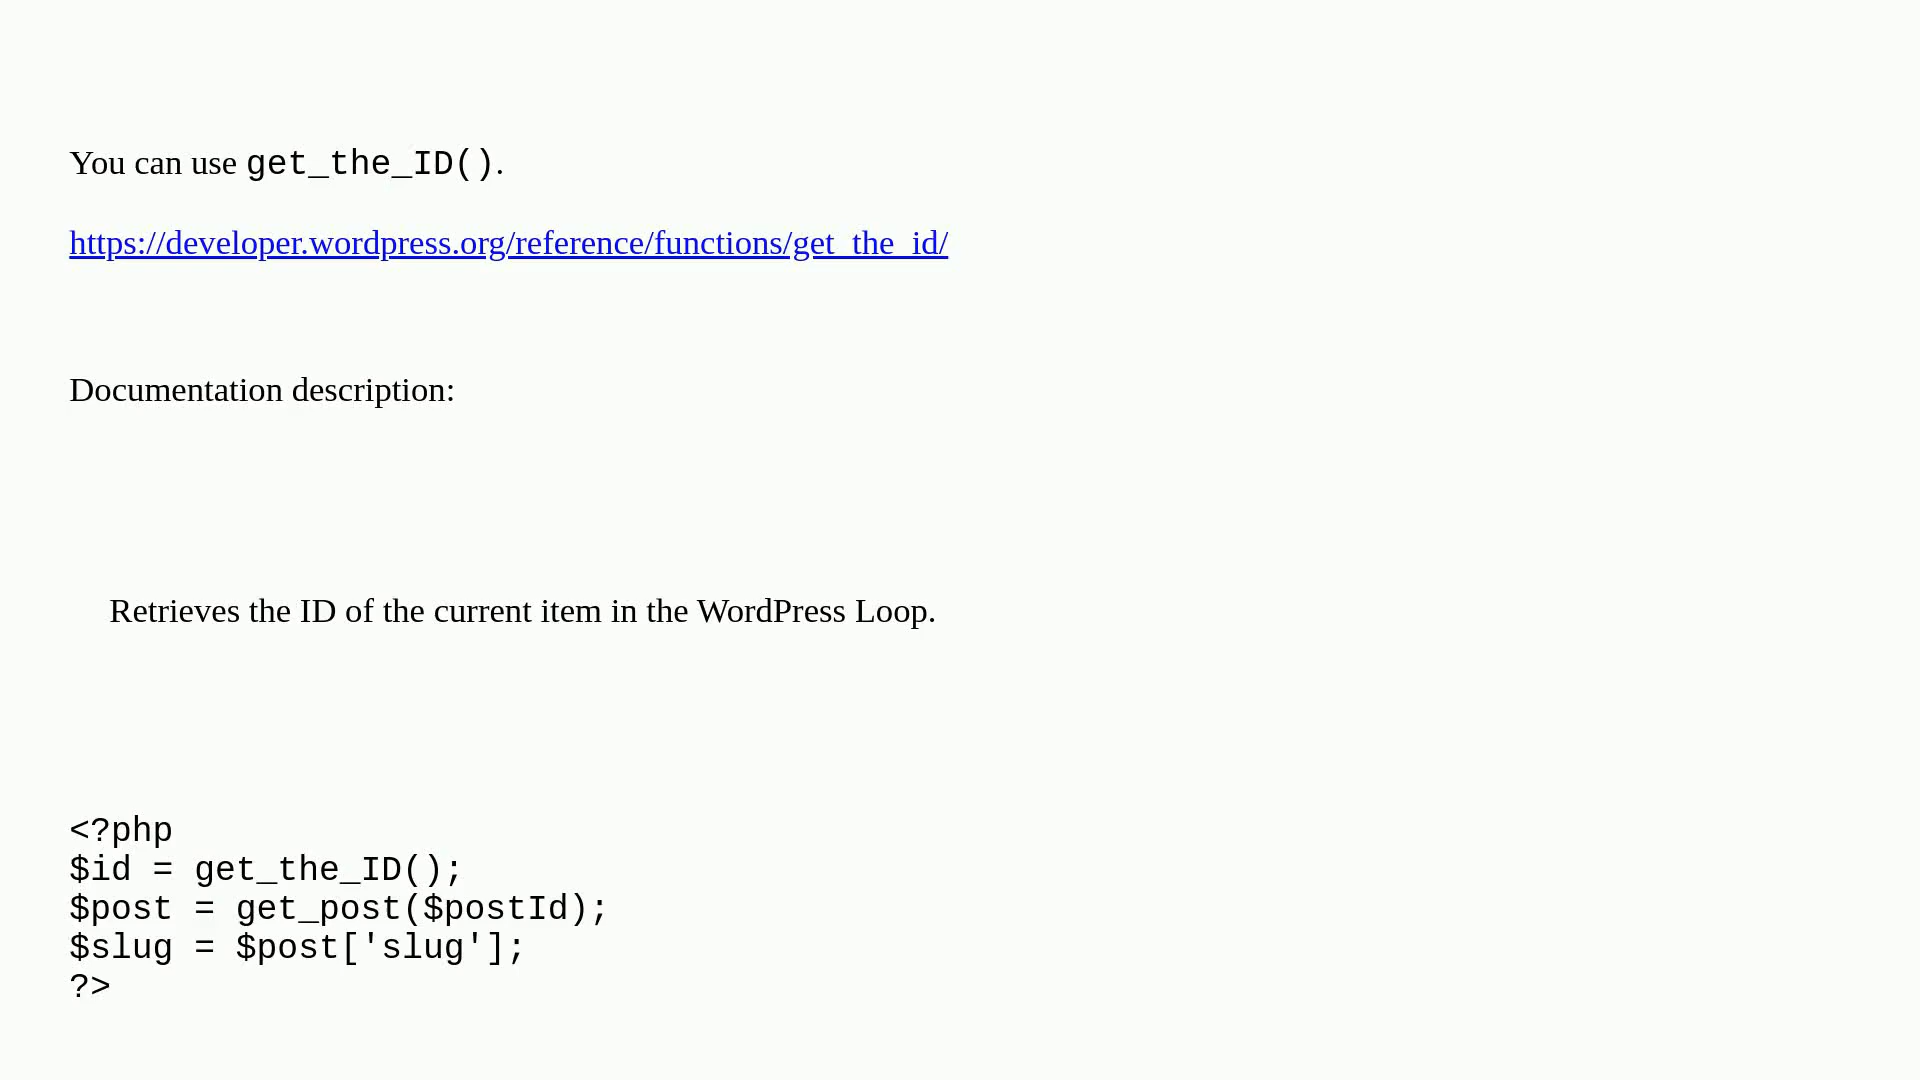 You can use get_the_ID().
https://developer.wordpress.org/reference/functions/get_the_id/
Documentation description:
Retrieves the ID of the current item in the WordPress Loop.
<?php
$id = get_the_ID();
$post = get_post($postId);
$slug = $post['slug'];
?>